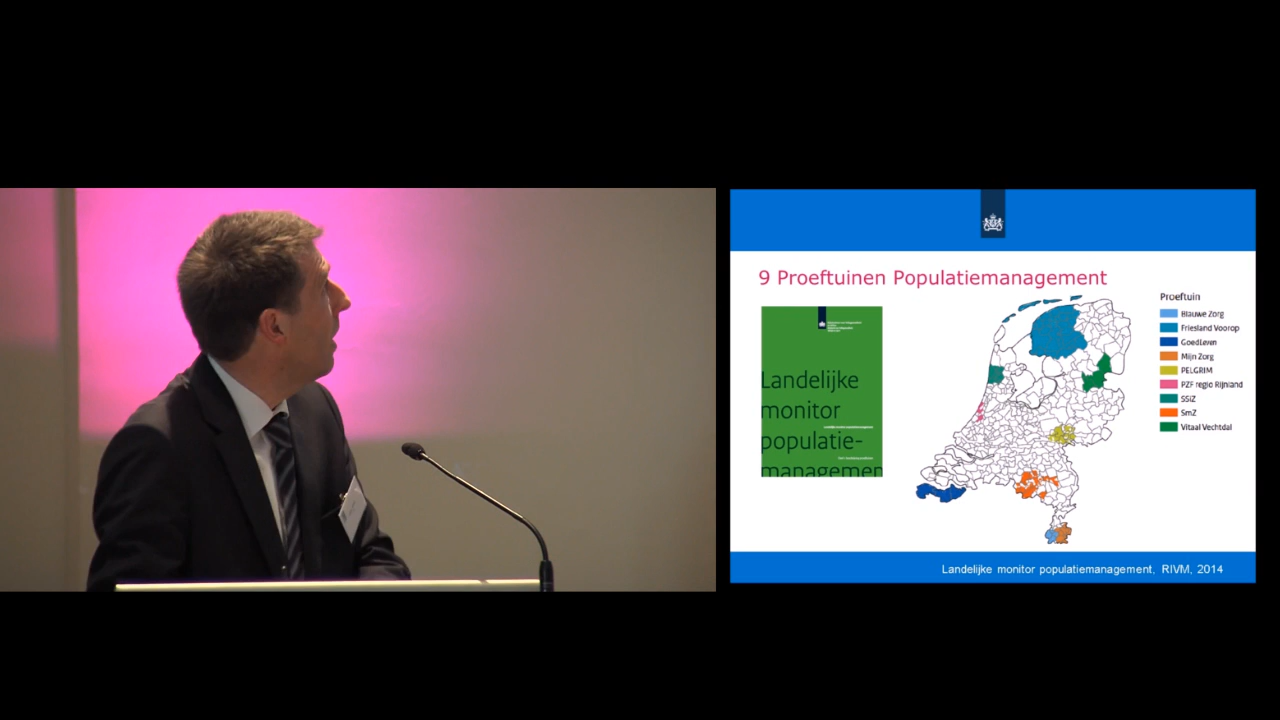 9 Proeftuinen Populatiemanagement
Landelijke
monitor
populatie-
managemen
Proeftuin
Blauwe Zorg
Friesland Voorop
GoedLeven
Mijn Zorg
PELGRIM
PZF regio Rijnland
SSiZ
SmZ
Vitaal Vechtdal
Landelijke monitor populatiemanagement, RIVM, 2014